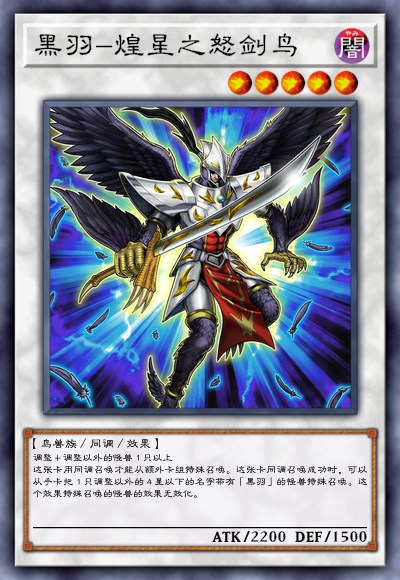 黑羽-煌星之怒剑鸟
やみ
闇
【鸟兽族／同调／效果】
调整＋调整以外的怪兽1只以上
这张卡用同调召唤才能从额外卡组特殊召唤。这张卡同调召唤成功时，可以
从手卡把1只调整以外的4星以下的名字带有「黑羽」的怪兽特殊召唤。这
个效果特殊召唤的怪兽的效果无效化。
ATK/2200 DEF/1500